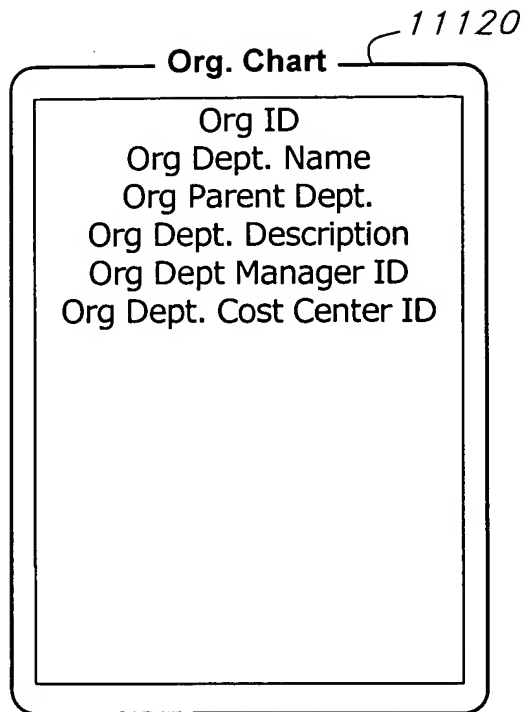 11120
Org. Chart
Org ID
Org Dept. Name
Org Parent Dept.
Org Dept. Description
Org Dept Manager ID
Org Dept. Cost Center ID